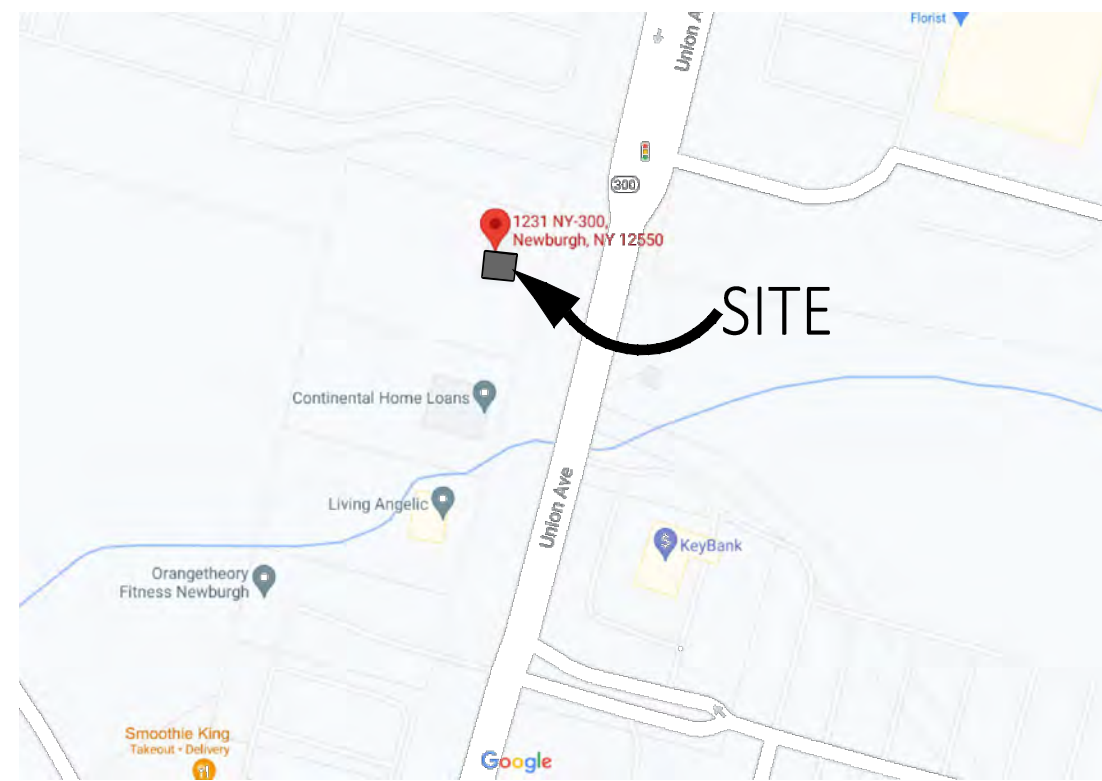 Florist
Union A
300
1231 NY-300,
Newburgh, NY 12550
SITE
Continental Home Loans
Living Angelic
Union Ave
KeyBank
Orangetheory
Fitness Newburgh
Smoothie King
Takeout • Delivery
Google